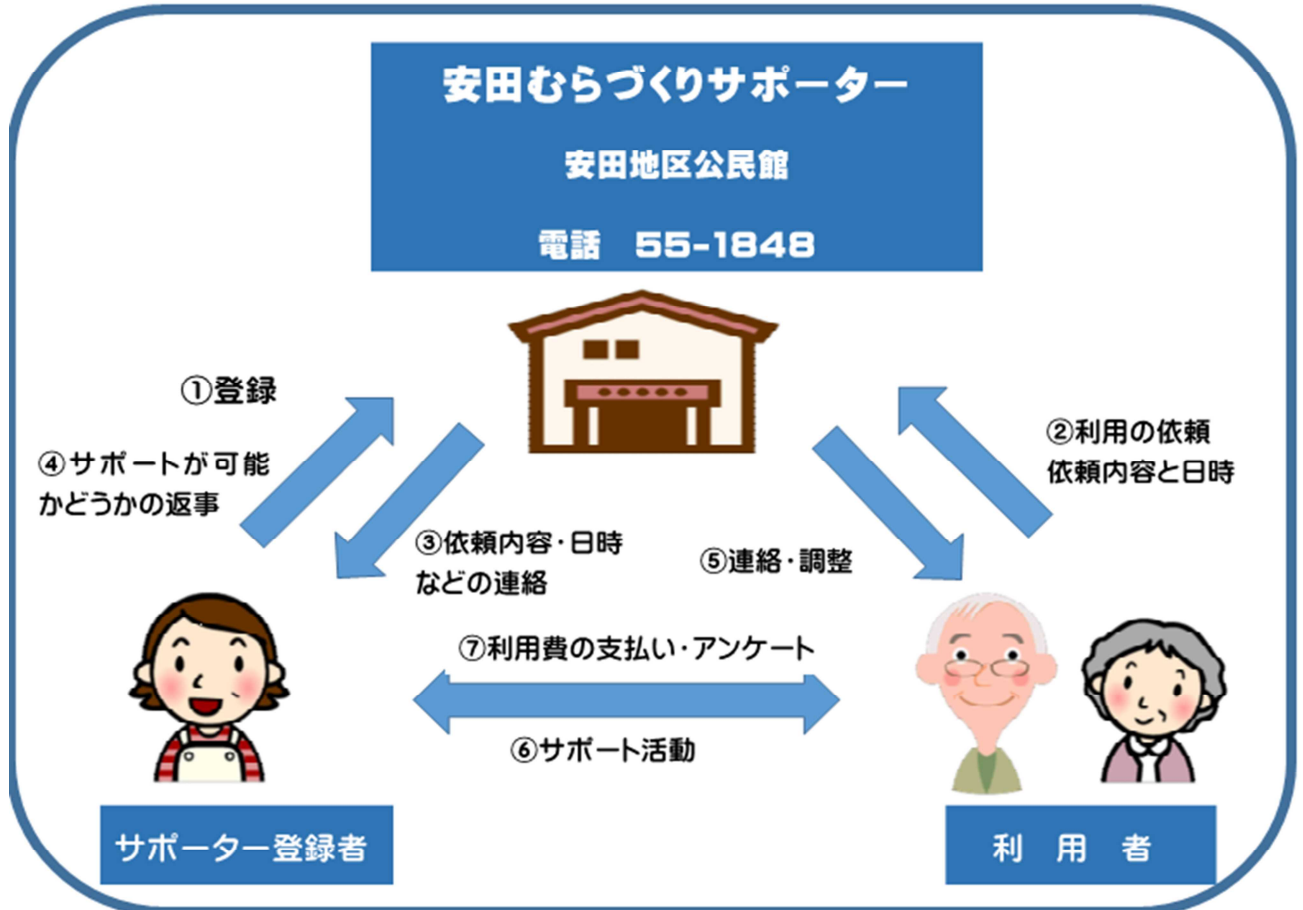 安田むらづくりサポーター
安田地区公民館
電話　55-1848
①登録
④サポートが可能
かどうかの返事
②利用の依頼
依頼内容と日時
③依頼内容・日時
などの連絡
⑤連絡・調整
⑦利用費の支払い・アンケート
⑥サポート活動
サポーター登録者
利　用　者